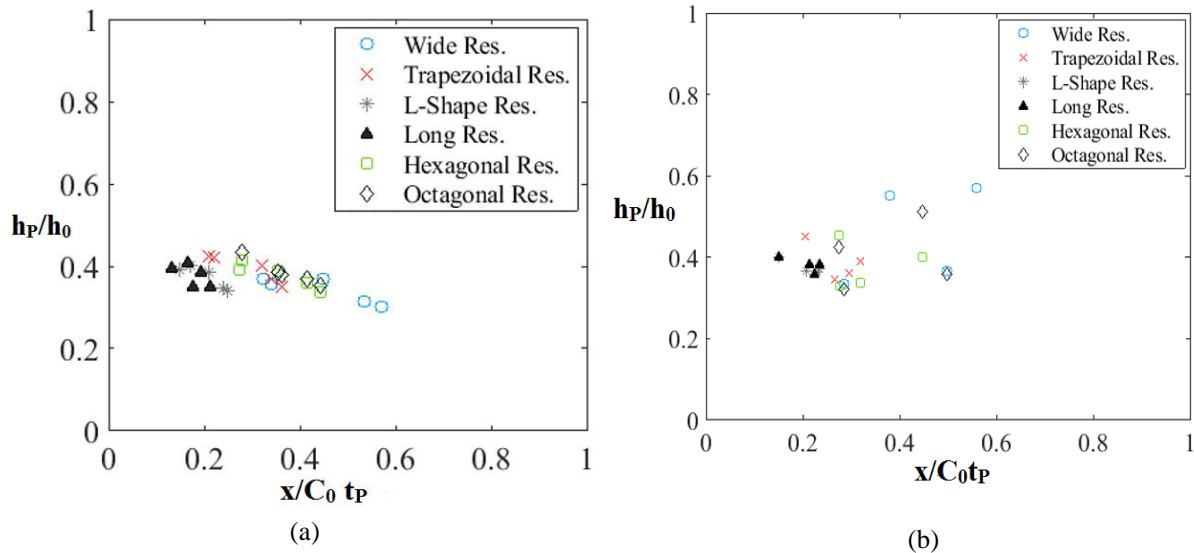 1
0.8
0.6
0.4
0.2
0
hP/h0
0 0.2 0.4 0.6 0.8 1
x/C0 tP
Wide Res.
Trapezoidal Res.
L-Shape Res.
Long Res.
Hexagonal Res.
Octagonal Res.
(a)
1
0.8
0.6
0.4
0.2
0
hP/h0
0 0.2 0.4 0.6 0.8 1
x/C0tP
Wide Res.
Trapezoidal Res.
L-Shape Res.
Long Res.
Hexagonal Res.
Octagonal Res.
(b)